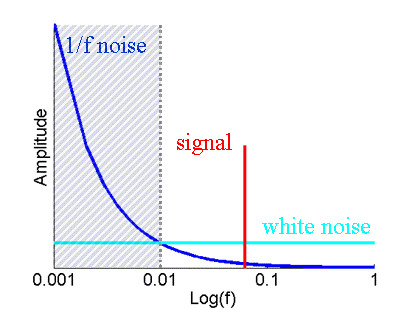 1/f noise
signal
white noise
Amplitude
0.001
0.01
0.1
1
Log(f)